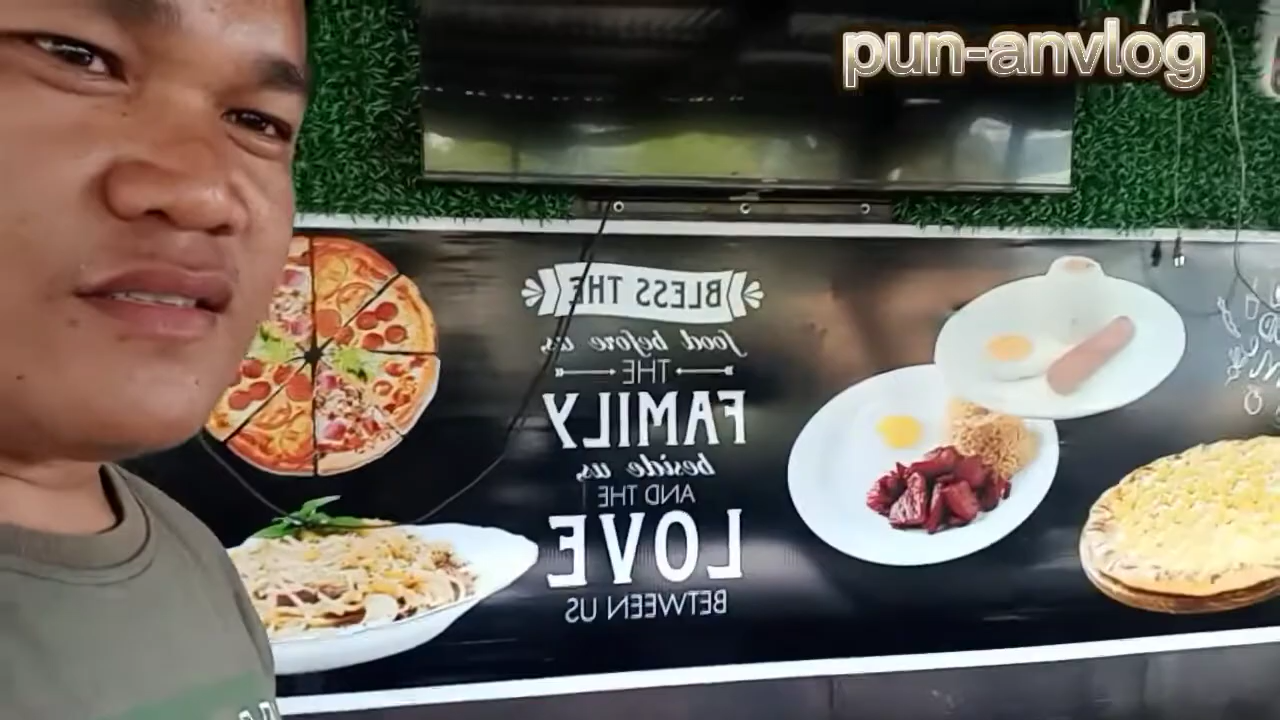 pun-anvlog
BLESS THE
food before us,
THE
FAMILY
beside us,
AND THE
LOVE
BETWEEN US